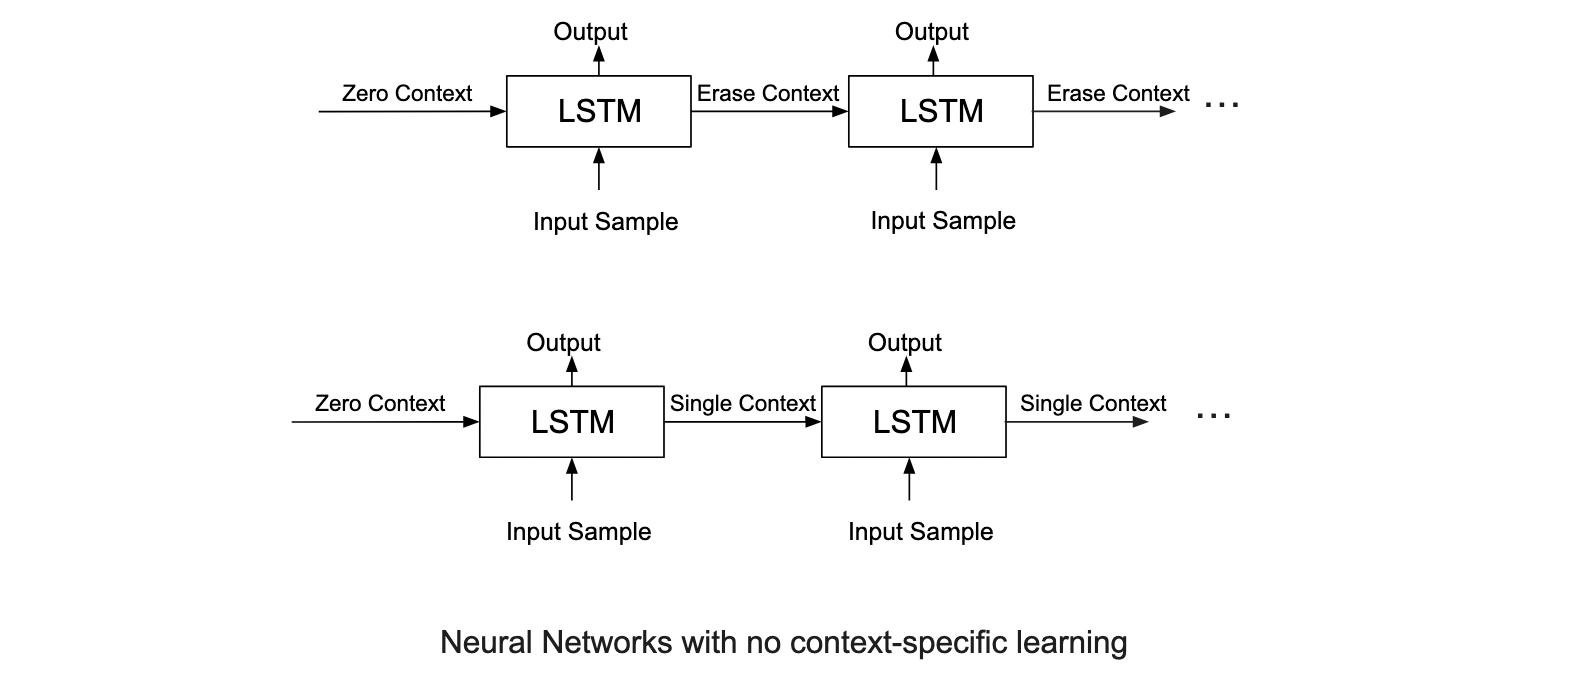 Output Output
Zero Context LSTM Erase Context LSTM Erase Context ...
Input Sample Input Sample
Output Output
Zero Context LSTM Single Context LSTM Single Context ...
Input Sample Input Sample
Neural Networks with no context-specific learning